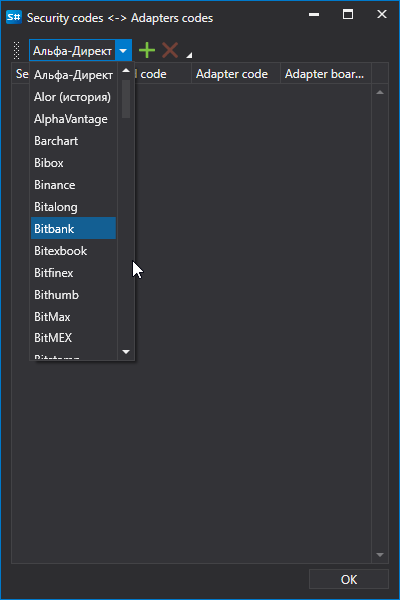 S# Security codes <-> Adapters codes
Альфа-Директ
Se
l code
Adapter code
Adapter boar...
Альфа-Директ
Alor (история)
AlphaVantage
Barchart
Bibox
Binance
Bitalong
Bitbank
Bitexbook
Bitfinex
Bithumb
BitMax
BitMEX
Bitstamp
OK